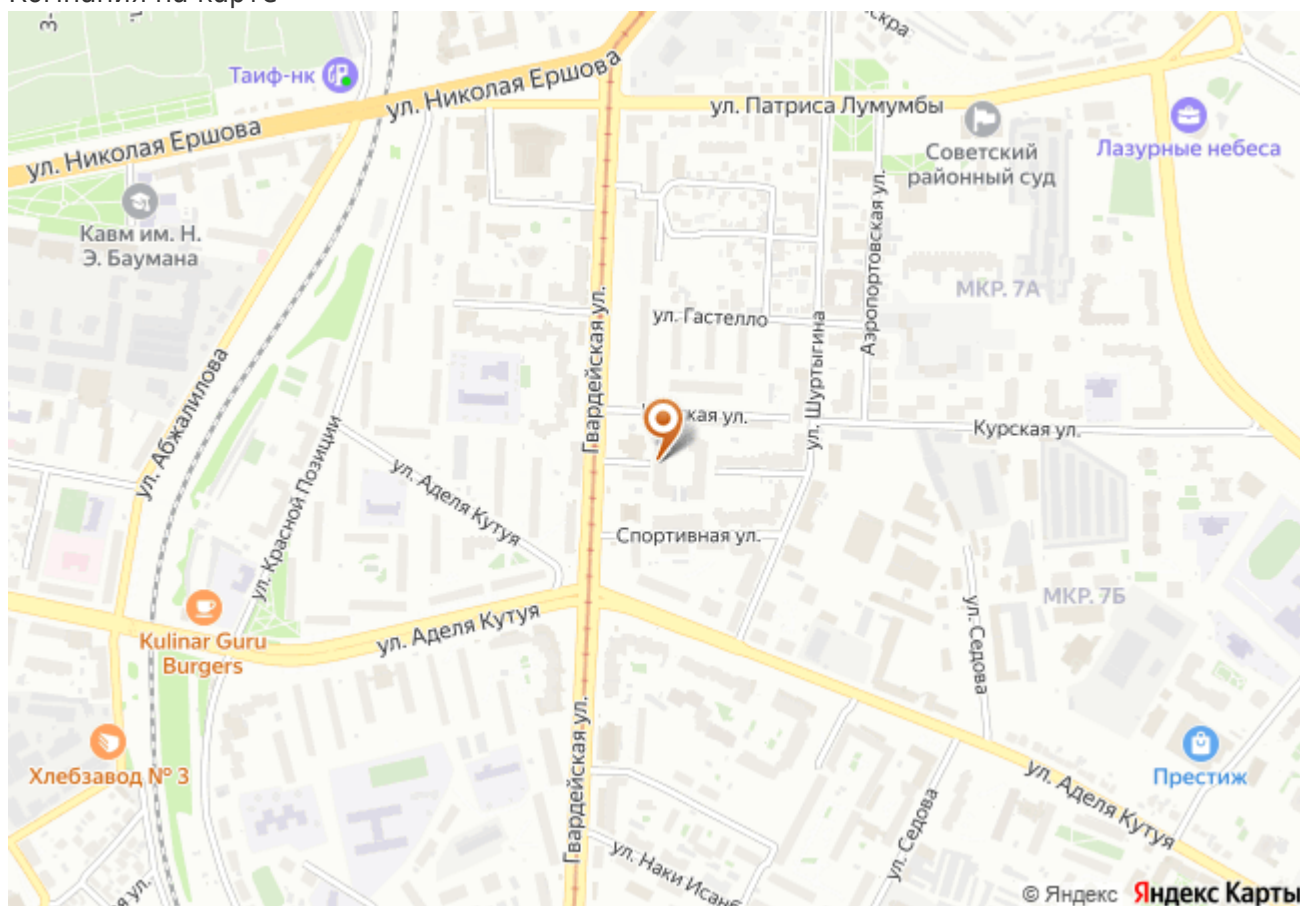 Компания на карте
Таиф-нк
ул. Николая Ершова
ул. Николая Ершова
ул. Патриса Лумумбы
Советский
районный суд
Лазурные небеса
Кавм им. Н.
Э. Баумана
Аэропортовская ул.
МКР. 7А
Гвардейская ул.
ул. Гастелло
ул. Шуртыгина
ул. Абжалилова
ул. Красной Позиции
Курская ул.
ул. Аделя Кутуя
Спортивная ул.
МКР. 7Б
ул. Седова
Kulinar Guru
Burgers
ул. Аделя Кутуя
Гвардейская ул.
Хлебзавод № 3
Престиж
ул. Аделя Кутуя
ул. Седова
ул. Наки Исанб
© Яндекс Яндекс Карты